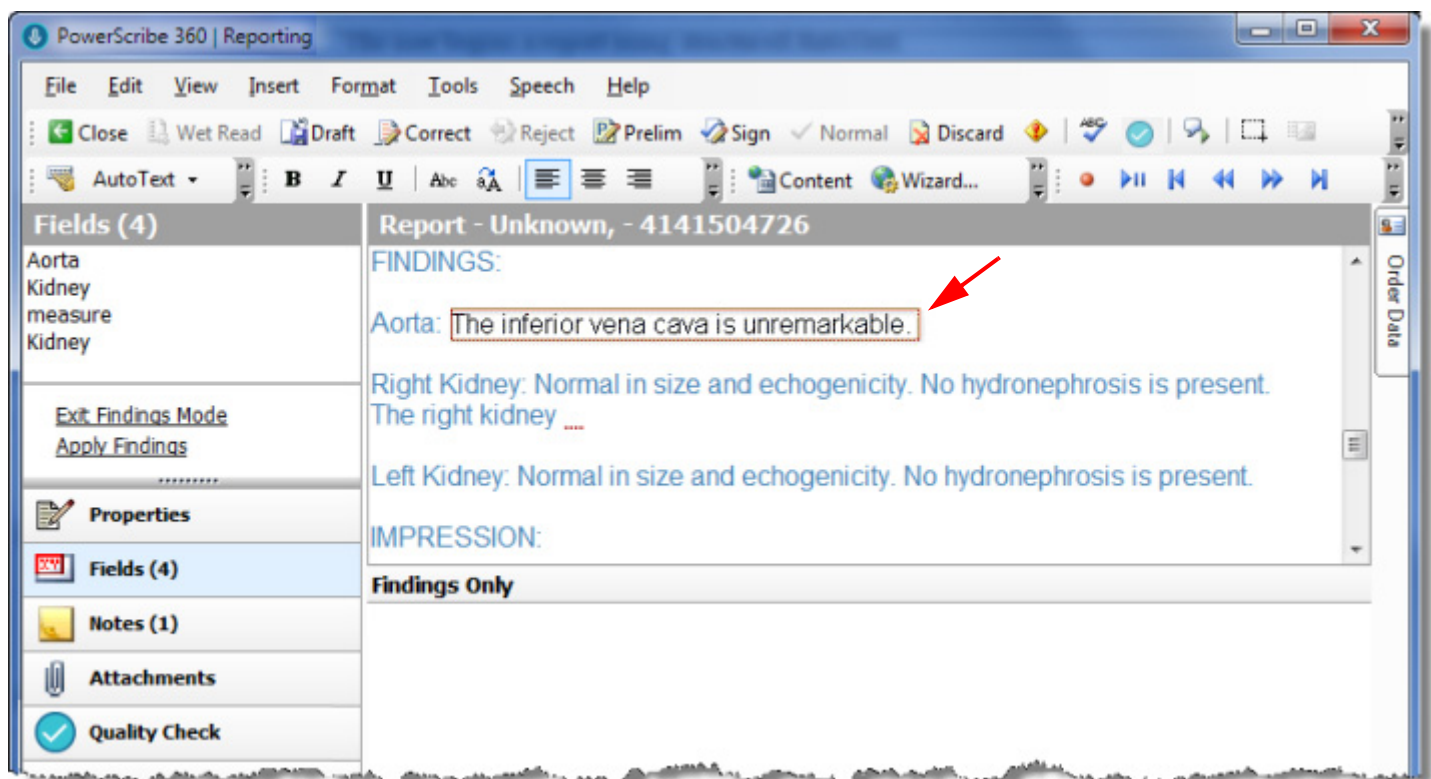 PowerScribe 360 | Reporting
File Edit View Insert Format Tools Speech Help
Close Wet Read Draft Correct Reject Prelim Sign Normal Discard ABC
AutoText B I U Abc aA Content Wizard...
Fields (4)
Aorta
Kidney
measure
Kidney
Exit Findings Mode
Apply Findings
Properties
Fields (4)
Notes (1)
Attachments
Quality Check
Report - Unknown, - 4141504726
FINDINGS:
Aorta: The inferior vena cava is unremarkable.
Right Kidney: Normal in size and echogenicity. No hydronephrosis is present.
The right kidney ....
Left Kidney: Normal in size and echogenicity. No hydronephrosis is present.
IMPRESSION:
Findings Only
Order Data